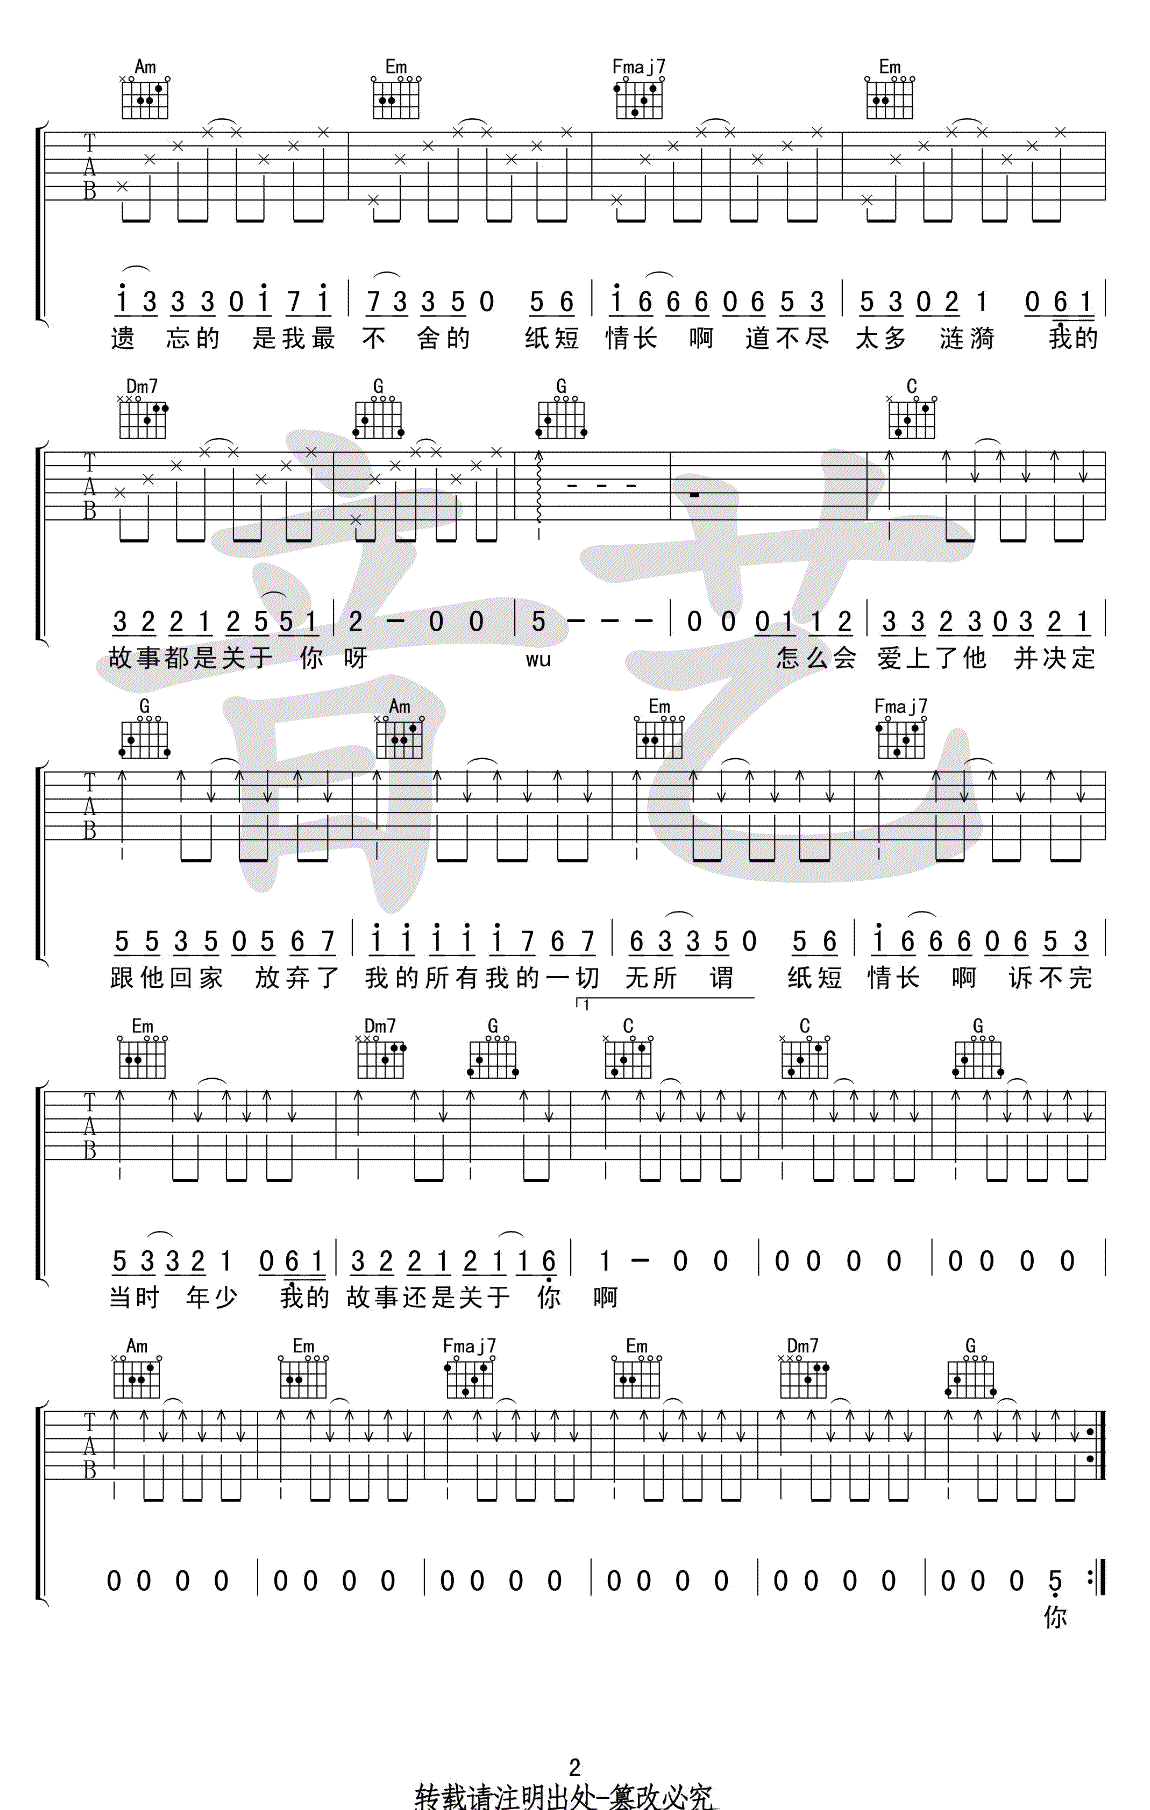 Am Em Fmaj7 Em
T
A
B
1 3 3 3 0 1 7 1 7 3 3 5 0 5 6 1 6 6 6 0 6 5 3 5 3 0 2 1 0 6 1
遗 忘的 是我最 不 舍的 纸短 情长 啊 道不尽 太多 涟漪 我的
Dm7 G G C
T
A
B
3 2 2 1 2 5 5 1 2 - 0 0 5 - - - 0 0 0 1 1 2 3 3 2 3 0 3 2 1
故事都是关于 你 呀 wu 怎么会 爱上了他 并决定
G Am Em Fmaj7
T
A
B
5 5 3 5 0 5 6 7 1 1 1 1 1 7 6 7 6 3 3 5 0 5 6 1 6 6 6 0 6 5 3
跟他回家 放弃了 我的所有我的一切 无所 谓 纸短 情长 啊 诉不完
1
Em Dm7 G C C G
T
A
B
5 3 3 2 1 0 6 1 3 2 2 1 2 1 1 6 1 - 0 0 0 0 0 0 0 0 0 0
当时 年少 我的 故事还是关于 你 啊
Am Em Fmaj7 Em Dm7 G
T
A
B
0 0 0 0 0 0 0 0 0 0 0 0 0 0 0 0 0 0 0 0 0 0 0 5
你
2
转载请注明出处-篡改必究
音艺